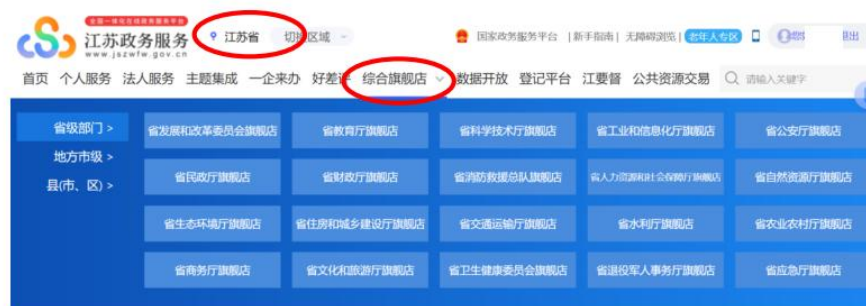 全国一体化在线政务服务平台
江苏政务服务
www.jszwfw.gov.cn
江苏省 切换区域
国家政务服务平台 | 新手指南 | 无障碍浏览 | 老年人专区
首页 个人服务 法人服务 主题集成 一企来办 好差评 综合旗舰店 数据开放 登记平台 江要督 公共资源交易 请输入关键字
省级部门 > 省发展和改革委员会旗舰店 省教育厅旗舰店 省科学技术厅旗舰店 省工业和信息化厅旗舰店 省公安厅旗舰店
地方市级 >
县(市、区) > 省民政厅旗舰店 省财政厅旗舰店 省消防救援总队旗舰店 省人力资源和社会保障厅旗舰店 省自然资源厅旗舰店
省生态环境厅旗舰店 省住房和城乡建设厅旗舰店 省交通运输厅旗舰店 省水利厅旗舰店 省农业农村厅旗舰店
省商务厅旗舰店 省文化和旅游厅旗舰店 省卫生健康委员会旗舰店 省退役军人事务厅旗舰店 省应急厅旗舰店